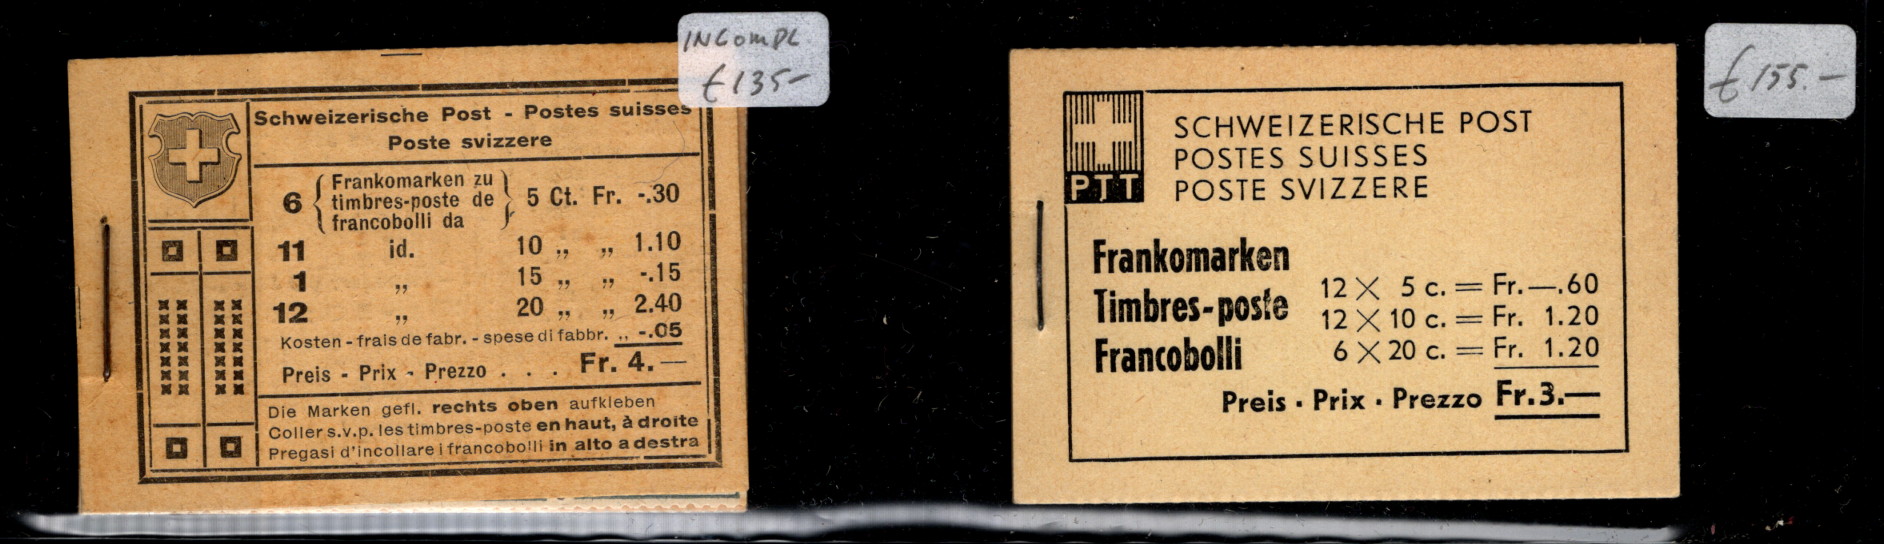 INCOMPL
€ 135-
Schweizerische Post - Postes suisses
Poste svizzere
6 { Frankomarken zu
timbres-poste de
francobolli da } 5 Ct. Fr. -.30
11 id. 10 „ „ 1.10
1 „ 15 „ „ -.15
12 „ 20 „ „ 2.40
Kosten - frais de fabr. - spese di fabbr. „ -.05
Preis - Prix - Prezzo . . . Fr. 4.—
Die Marken gefl. rechts oben aufkleben
Coller s.v.p. les timbres-poste en haut, à droite
Pregasi d'incollare i francobolli in alto a destra
€ 155.-
PTT
SCHWEIZERISCHE POST
POSTES SUISSES
POSTE SVIZZERE
Frankomarken
Timbres-poste
Francobolli
12 × 5 c. = Fr.—.60
12 × 10 c. = Fr. 1.20
6 × 20 c. = Fr. 1.20
Preis · Prix · Prezzo Fr. 3.—